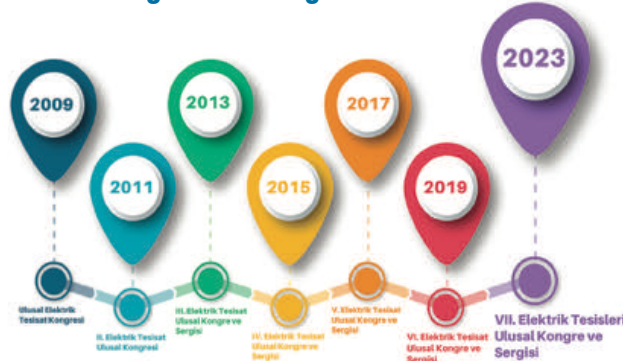 2009
Ulusal Elektrik
Tesisat Kongresi
2011
II. Elektrik Tesisat
Ulusal Kongresi
2013
III. Elektrik Tesisat
Ulusal Kongre ve
Sergisi
2015
IV. Elektrik Tesisat
Ulusal Kongre ve
Sergisi
2017
V. Elektrik Tesisat
Ulusal Kongre ve
Sergisi
2019
VI. Elektrik Tesisat
Ulusal Kongre ve
Sergisi
2023
VII. Elektrik Tesisleri
Ulusal Kongre ve
Sergisi